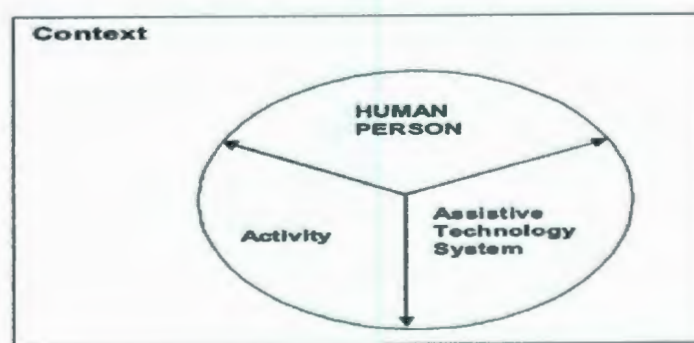 Context
HUMAN
PERSON
Activity
Assistive
Technology
System